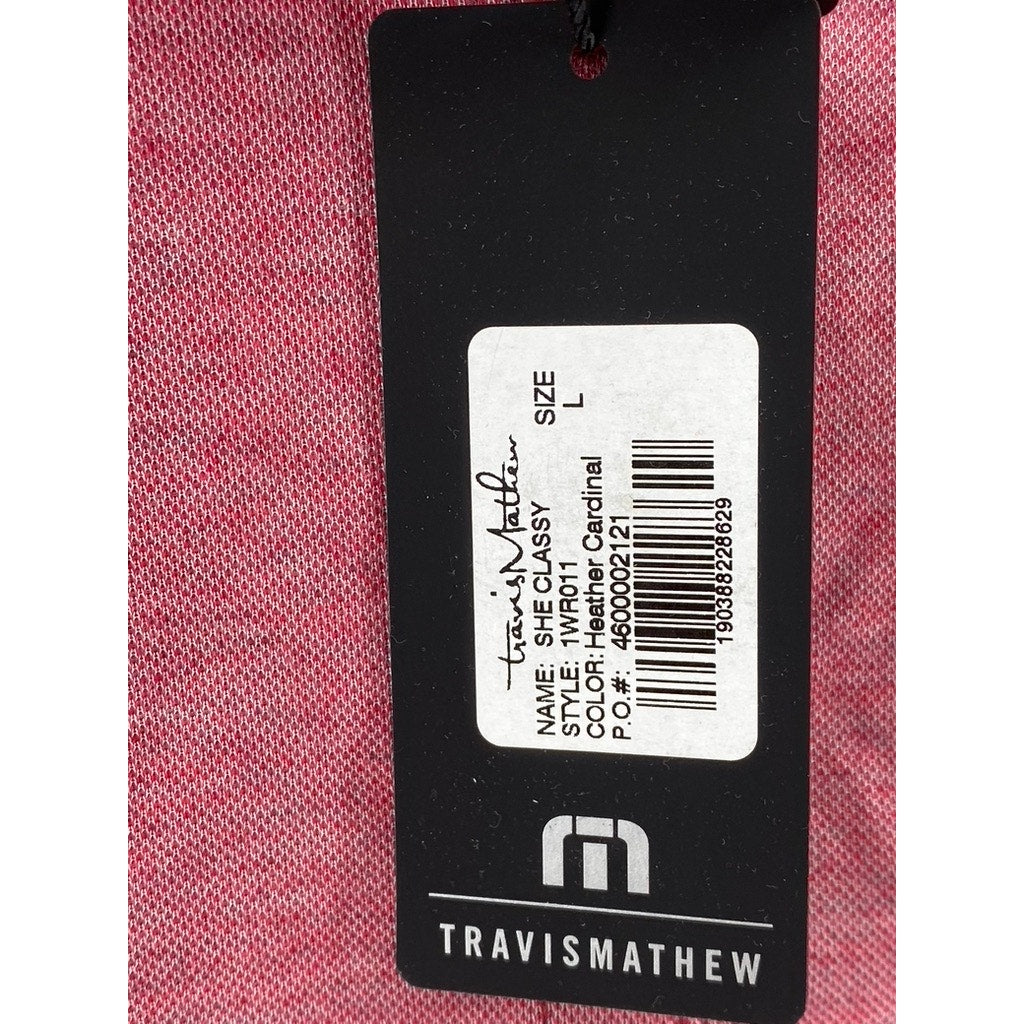 travisMathew
NAME: SHE CLASSY SIZE
STYLE: 1WR011 L
COLOR: Heather Cardinal
P.O.#: 4600002121
190388228629
TRAVISMATHEW